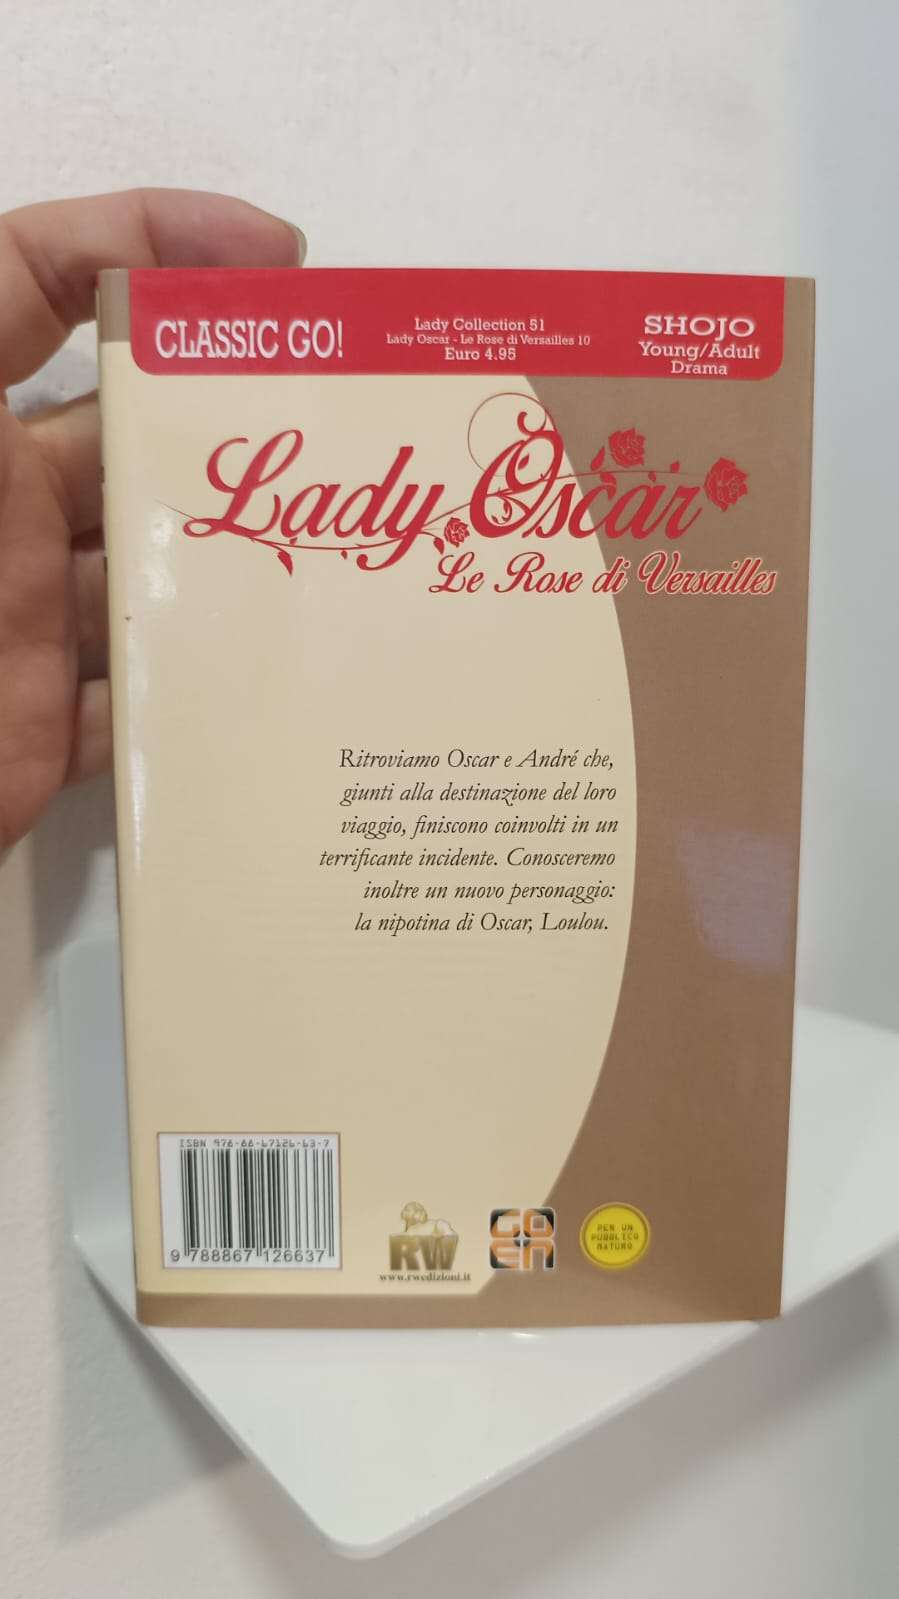 CLASSIC GO!
Lady Collection 51
Lady Oscar - Le Rose di Versailles 10
Euro 4.95
SHOJO
Young/Adult
Drama
Lady Oscar
Le Rose di Versailles
Ritroviamo Oscar e André che,
giunti alla destinazione del loro
viaggio, finiscono coinvolti in un
terrificante incidente. Conosceremo
inoltre un nuovo personaggio:
la nipotina di Oscar, Loulou.
ISBN 978-88-67126-63-7
9 788867 126637
RW
www.rwedizioni.it
GO
EN
PER UN
PUBBLICO
MATURO